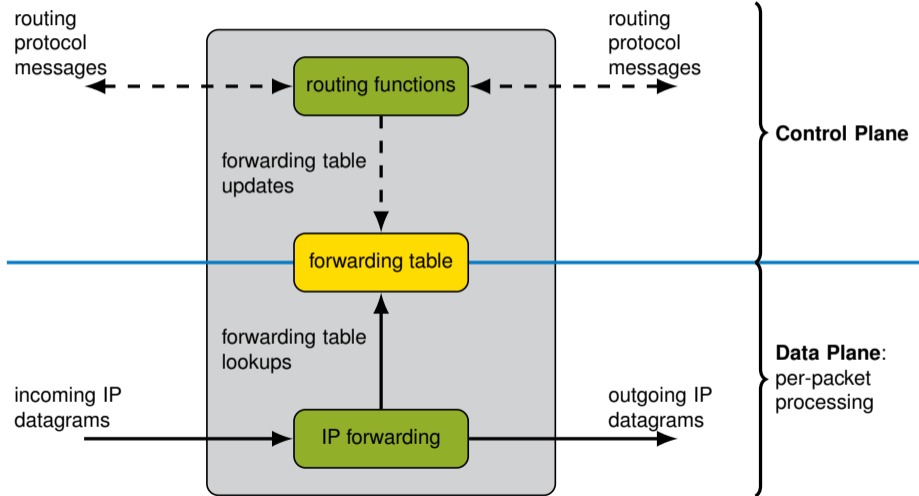 routing
protocol
messages
routing
protocol
messages
routing functions
Control Plane
forwarding table
updates
forwarding table
forwarding table
lookups
Data Plane:
per-packet
processing
incoming IP
datagrams
outgoing IP
datagrams
IP forwarding